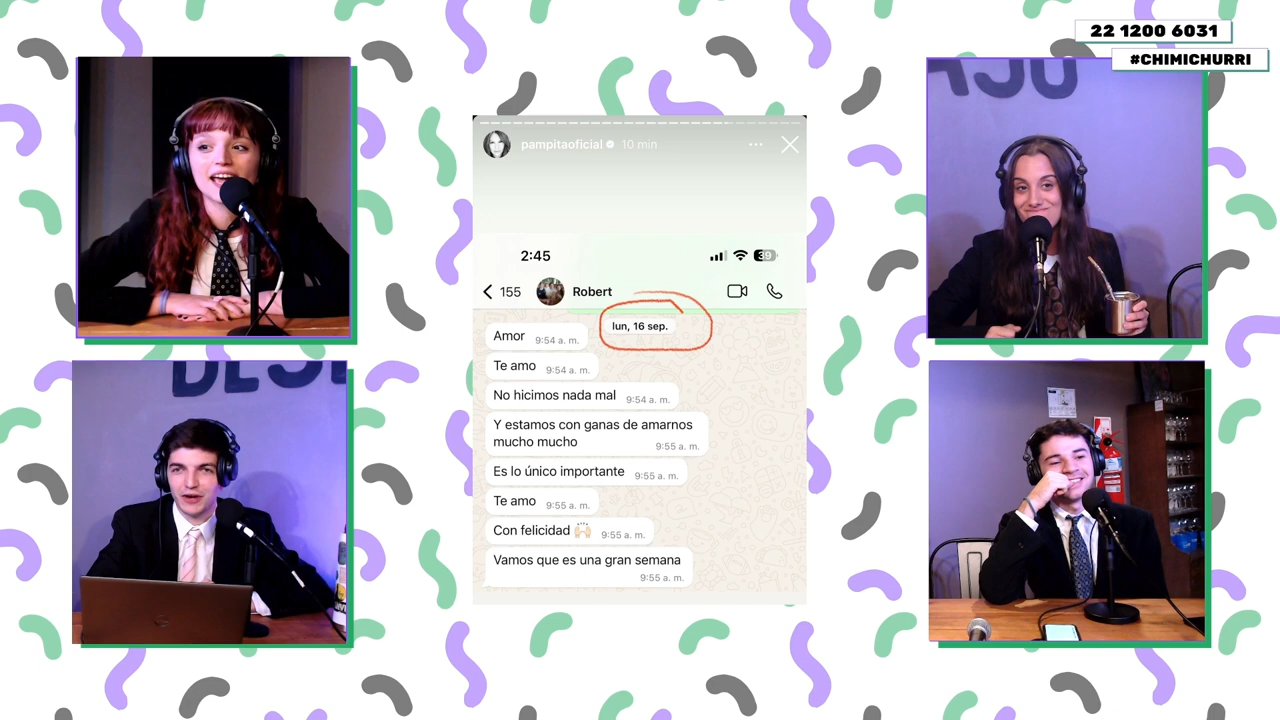 22 1200 6031
#CHIMICHURRI
pampitaoficial 10 min
2:45
39
155 Robert
lun, 16 sep.
Amor 9:54 a. m.
Te amo 9:54 a. m.
No hicimos nada mal 9:54 a. m.
Y estamos con ganas de amarnos
mucho mucho 9:55 a. m.
Es lo único importante 9:55 a. m.
Te amo 9:55 a. m.
Con felicidad 🙌🏻 9:55 a. m.
Vamos que es una gran semana
9:55 a. m.